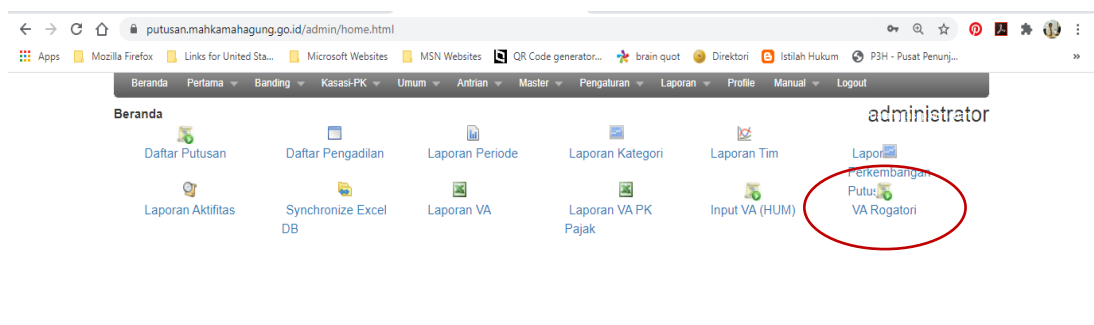 putusan.mahkamahagung.go.id/admin/home.html
Apps Mozilla Firefox Links for United Sta... Microsoft Websites MSN Websites QR Code generator... brain quot Direktori Istilah Hukum P3H - Pusat Penunj... »
Beranda Pertama Banding Kasasi-PK Umum Antrian Master Pengaturan Laporan Profile Manual Logout
Beranda administrator
Daftar Putusan Daftar Pengadilan Laporan Periode Laporan Kategori Laporan Tim
Perkembangan
Laporan Aktifitas Synchronize Excel Laporan VA Laporan VA PK Input VA (HUM) VA Rogatori
DB Pajak